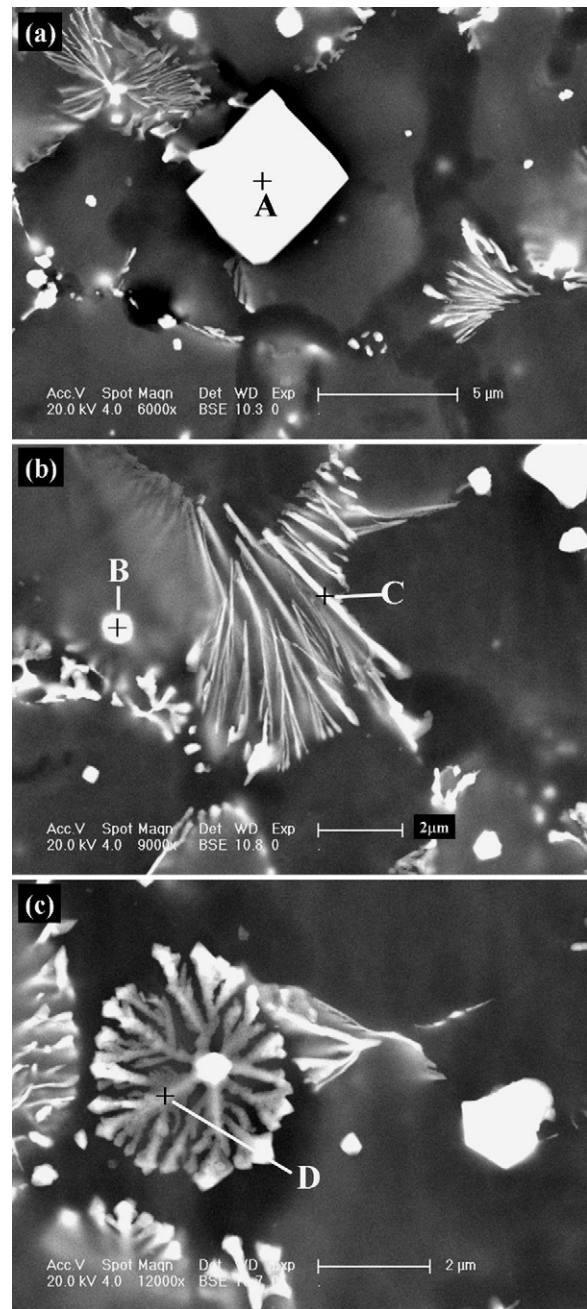 (a)
A
Acc.V Spot Magn Det WD Exp
20.0 kV 4.0 6000x BSE 10.3 0
5 μm
(b)
B
C
Acc.V Spot Magn Det WD Exp
20.0 kV 4.0 9000x BSE 10.8 0
2μm
(c)
D
Acc.V Spot Magn Det
20.0 kV 4.0 12000x BSE
2 μm